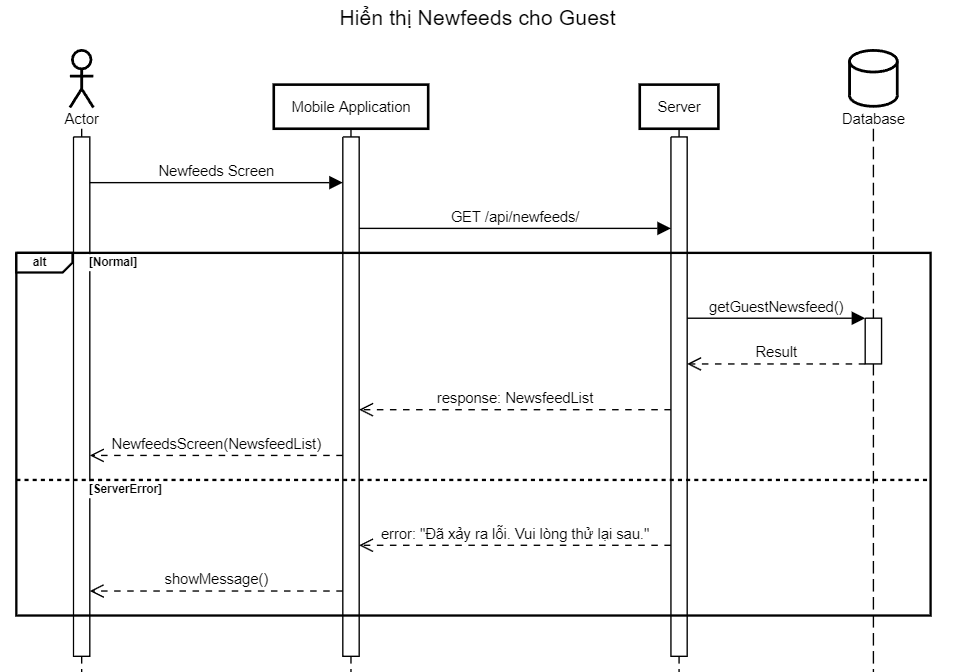 Hiển thị Newfeeds cho Guest
Actor
Mobile Application
Server
Database
Newfeeds Screen
GET /api/newfeeds/
alt
[Normal]
getGuestNewsfeed()
Result
response: NewsfeedList
NewfeedsScreen(NewsfeedList)
[ServerError]
error: "Đã xảy ra lỗi. Vui lòng thử lại sau."
showMessage()